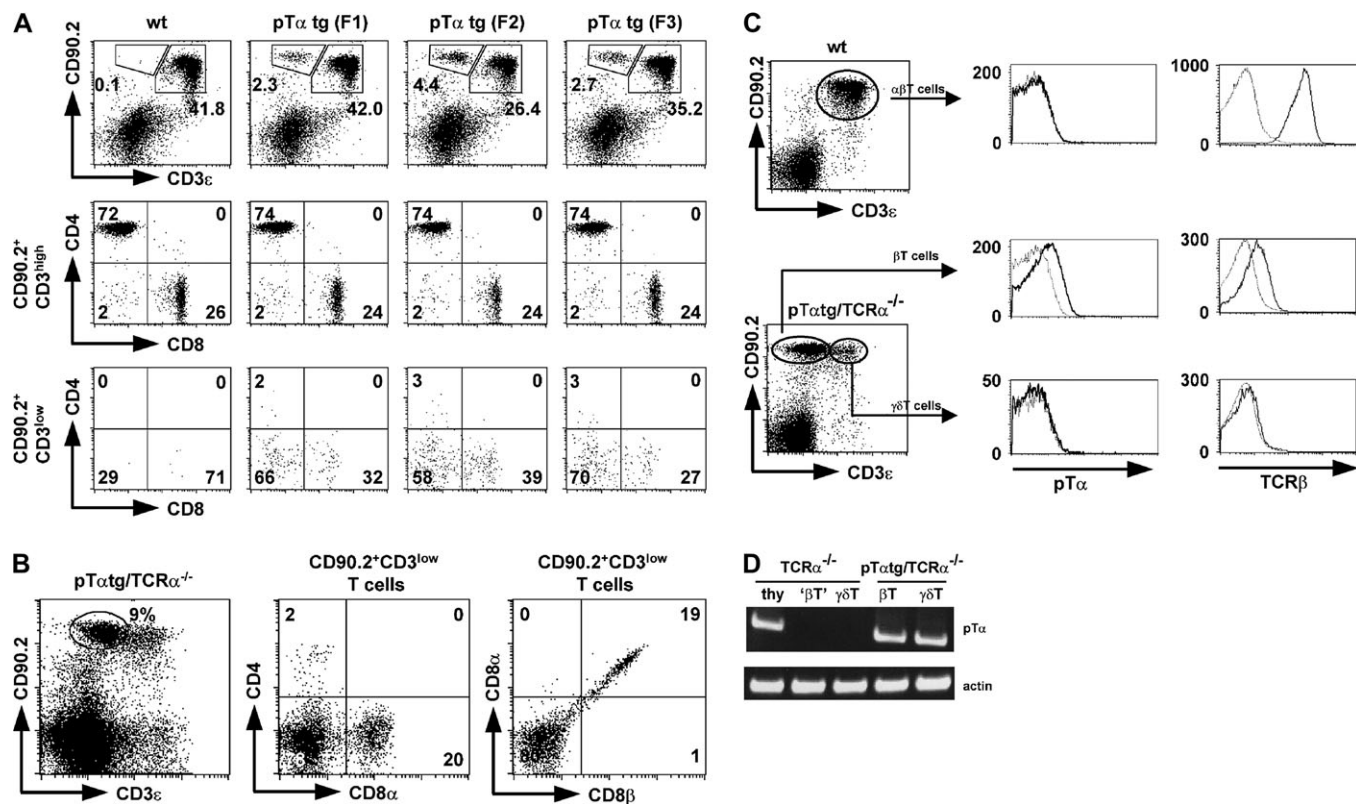 A
wt
pTα tg (F1)
pTα tg (F2)
pTα tg (F3)
CD90.2
0.1
41.8
2.3
42.0
4.4
26.4
2.7
35.2
CD3ε
CD90.2⁺
CD3ʰⁱᵍʰ
CD4
72
0
2
26
74
0
2
24
74
0
2
24
74
0
2
24
CD8
CD90.2⁺
CD3ˡᵒʷ
CD4
0
0
29
71
2
0
66
32
3
0
58
39
3
0
70
27
CD8
B
pTαtg/TCRα⁻/⁻
9%
CD90.2
CD3ε
CD90.2⁺CD3ˡᵒʷ
T cells
2
0
20
CD4
CD8α
CD90.2⁺CD3ˡᵒʷ
T cells
0
19
1
CD8α
CD8β
C
wt
CD90.2
CD3ε
αβT cells
200
0
1000
0
βT cells
200
0
300
0
pTαtg/TCRα⁻/⁻
CD90.2
CD3ε
γδT cells
50
0
300
0
pTα
TCRβ
D
TCRα⁻/⁻
pTαtg/TCRα⁻/⁻
thy 'βT' γδT βT γδT
pTα
actin